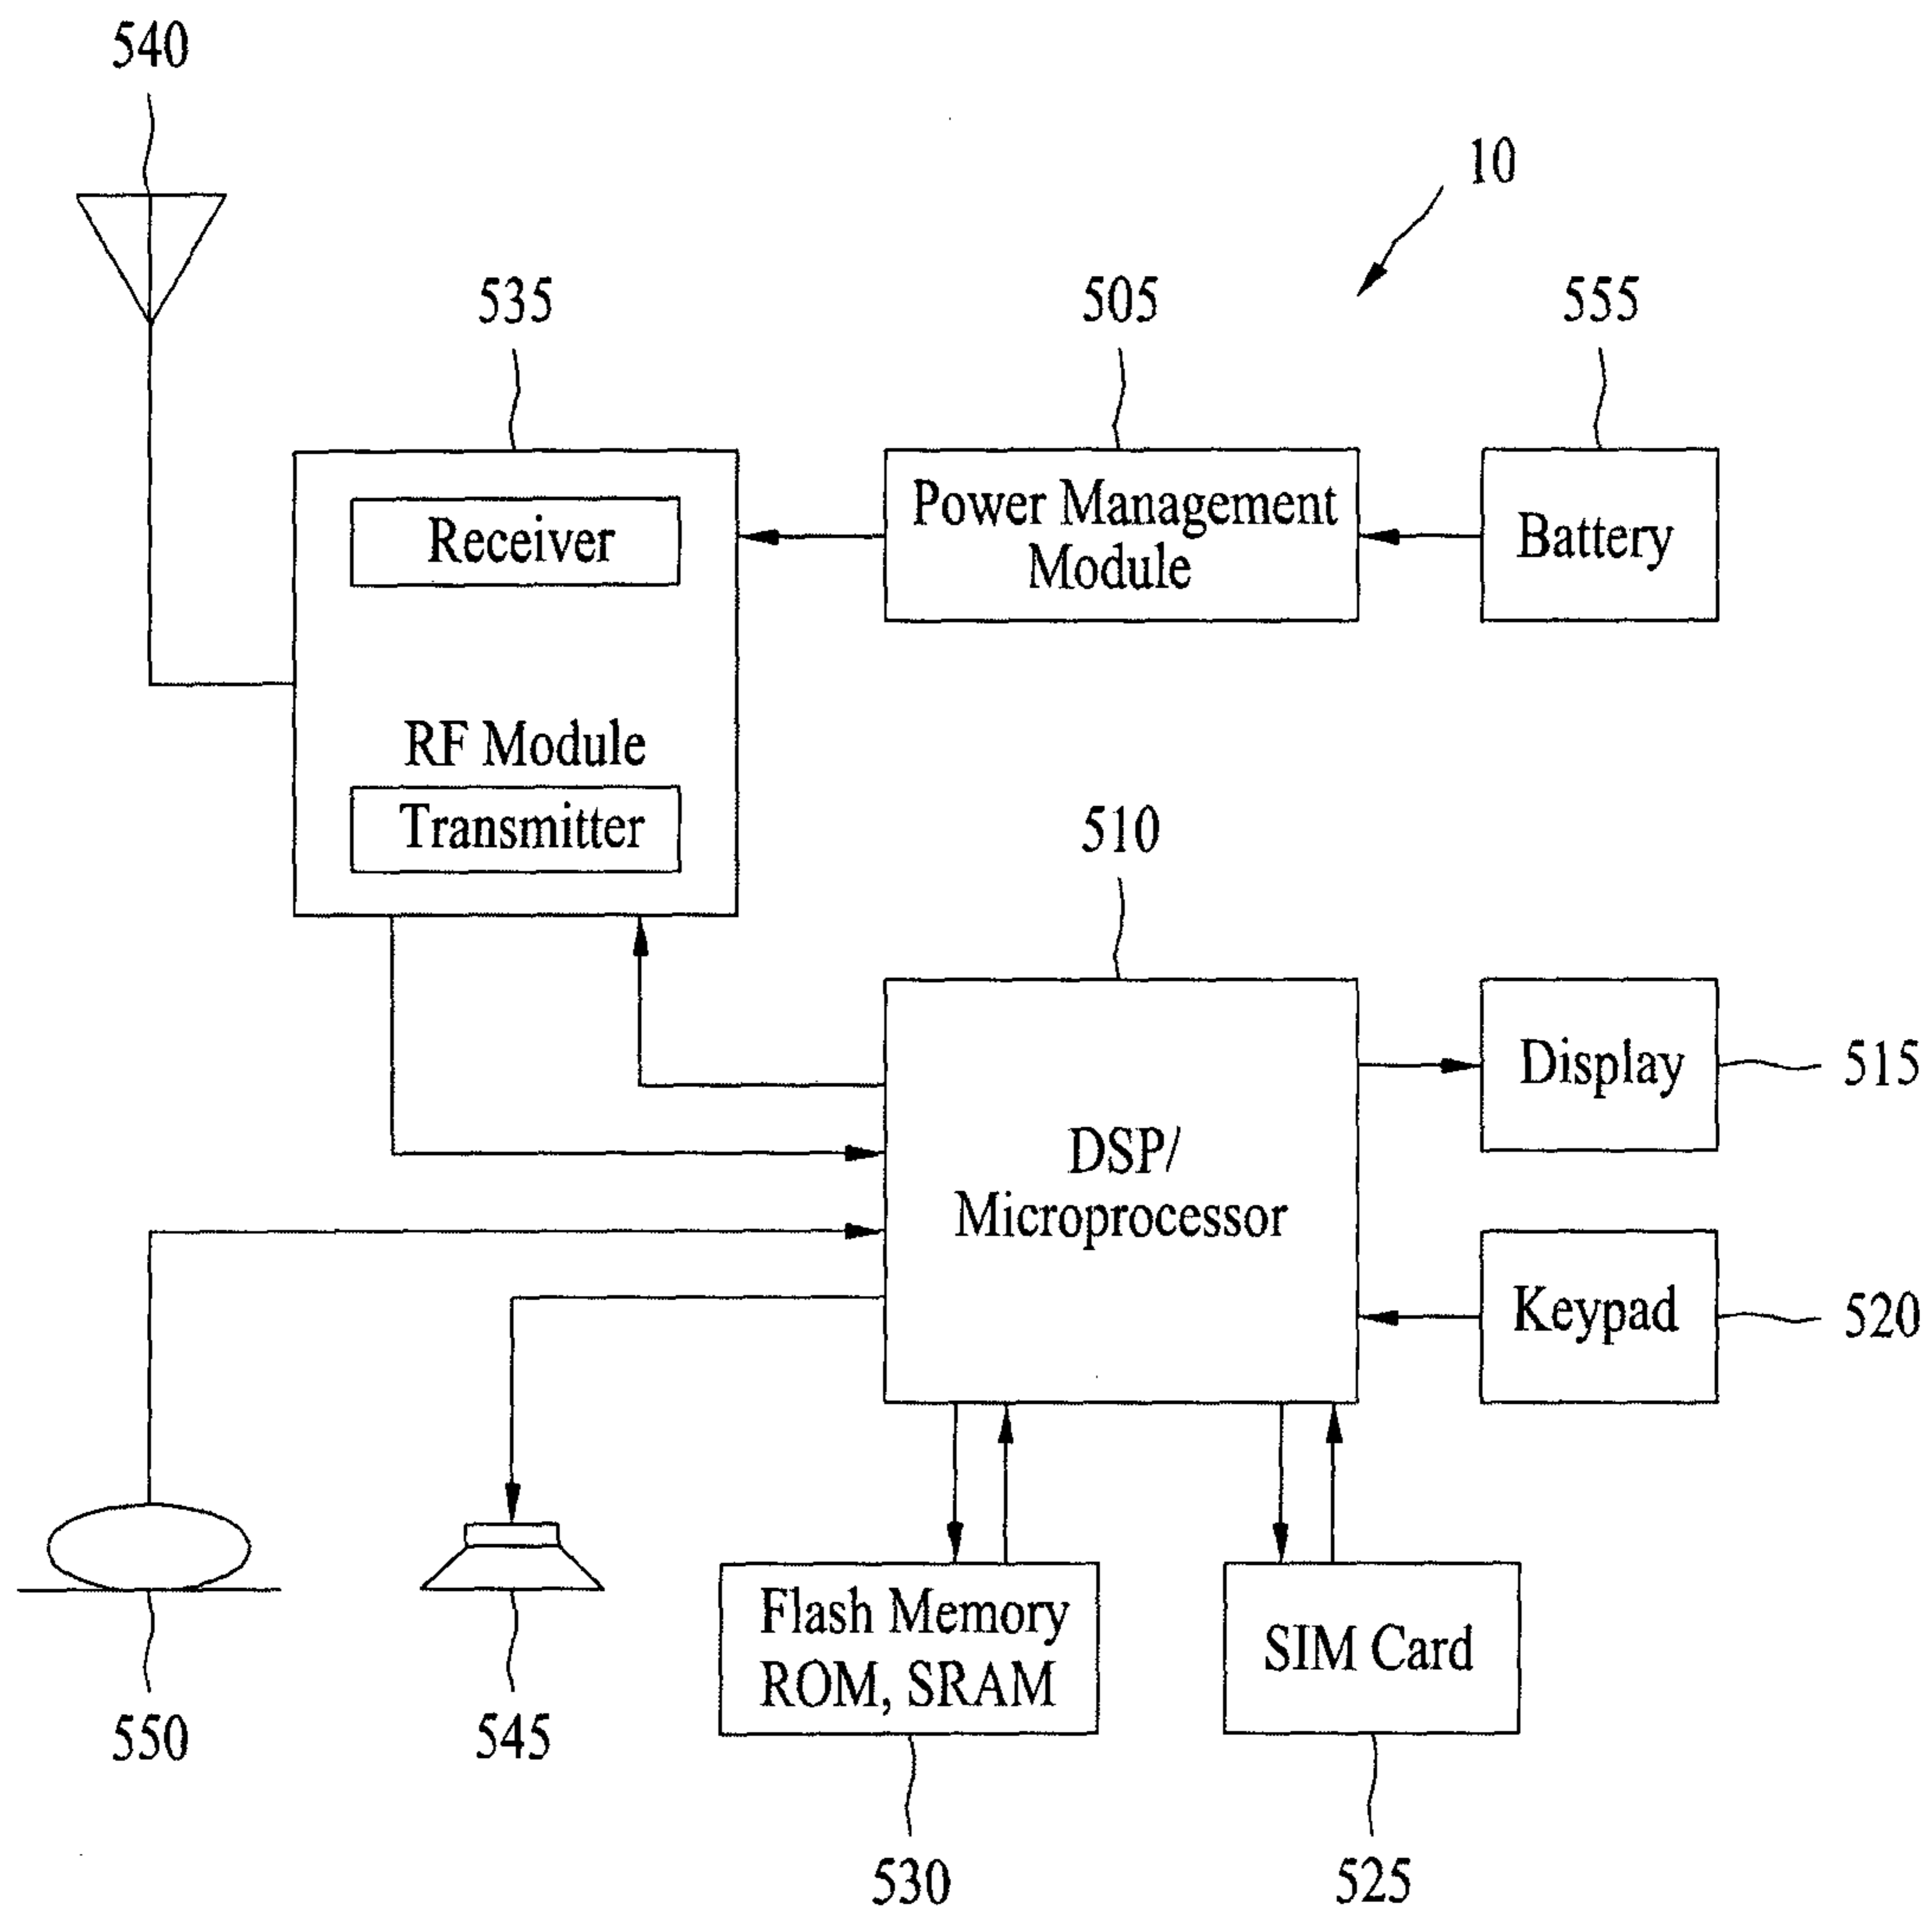 540
10
535
505
555
Receiver
Power Management
Module
Battery
RF Module
Transmitter
510
Display
515
DSP/
Microprocessor
Keypad
520
Flash Memory
ROM, SRAM
SIM Card
550
545
530
525